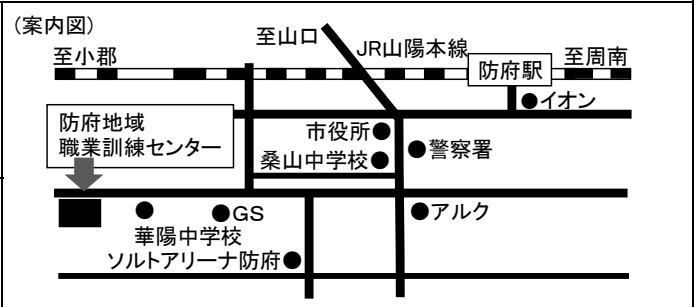 (案内図)
至山口
JR山陽本線
至小郡
防府駅
至周南
●イオン
防府地域
職業訓練センター
市役所●
●警察署
桑山中学校●
●GS
●アルク
華陽中学校
ソルトアリーナ防府●